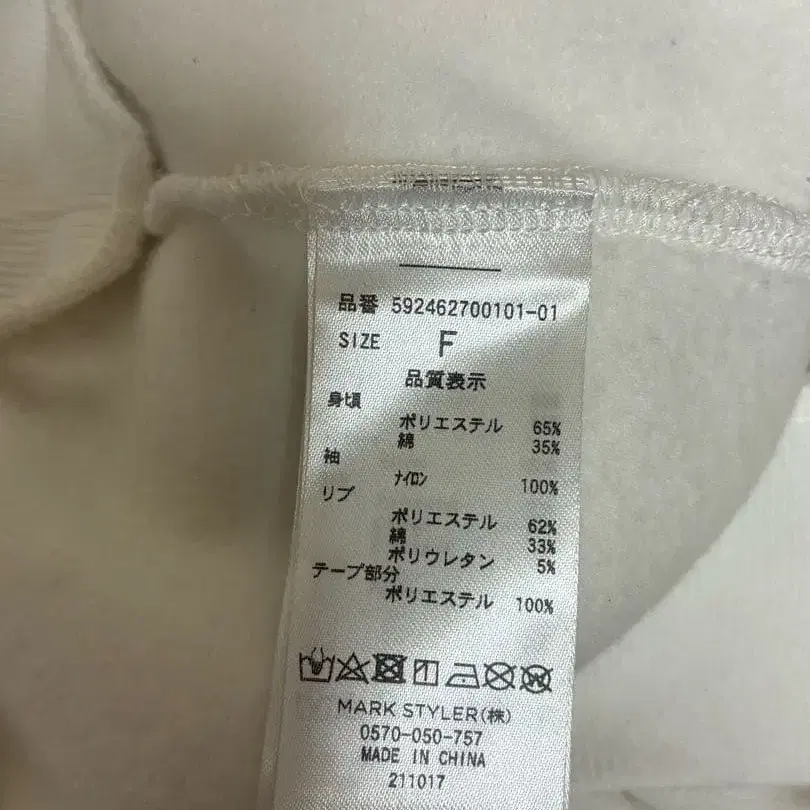 品番 592462700101-01
SIZE F
品質表示
身頃
ポリエステル 65%
綿 35%
袖
ナイロン 100%
リブ
ポリエステル 62%
綿 33%
ポリウレタン 5%
テープ部分
ポリエステル 100%
MARK STYLER(株)
0570-050-757
MADE IN CHINA
211017